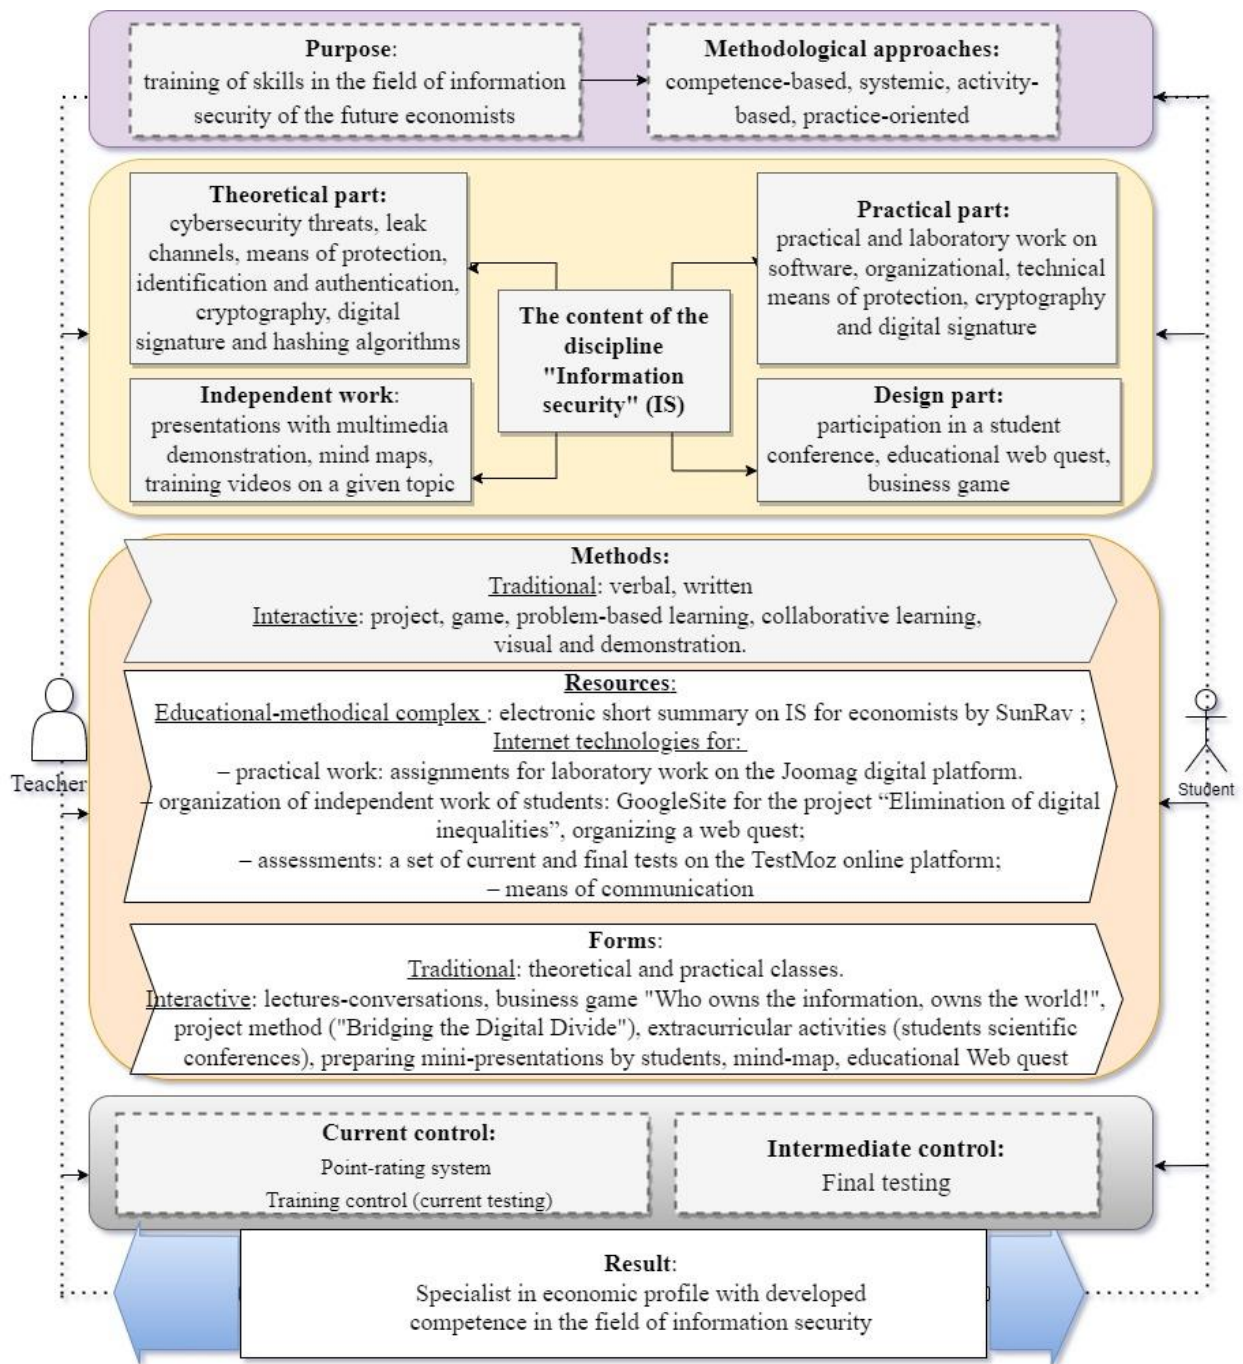 Purpose:
training of skills in the field of information
security of the future economists
Methodological approaches:
competence-based, systemic, activity-
based, practice-oriented
Theoretical part:
cybersecurity threats, leak
channels, means of protection,
identification and authentication,
cryptography, digital
signature and hashing algorithms
Practical part:
practical and laboratory work on
software, organizational, technical
means of protection, cryptography
and digital signature
The content of the
discipline
"Information
security" (IS)
Independent work:
presentations with multimedia
demonstration, mind maps,
training videos on a given topic
Design part:
participation in a student
conference, educational web quest,
business game
Methods:
Traditional: verbal, written
Interactive: project, game, problem-based learning, collaborative learning,
visual and demonstration.
Resources:
Educational-methodical complex : electronic short summary on IS for economists by SunRav ;
Internet technologies for:
– practical work: assignments for laboratory work on the Joomag digital platform.
– organization of independent work of students: GoogleSite for the project “Elimination of digital
inequalities”, organizing a web quest;
– assessments: a set of current and final tests on the TestMoz online platform;
– means of communication
Teacher
Student
Forms:
Traditional: theoretical and practical classes.
Interactive: lectures-conversations, business game "Who owns the information, owns the world!",
project method ("Bridging the Digital Divide"), extracurricular activities (students scientific
conferences), preparing mini-presentations by students, mind-map, educational Web quest
Current control:
Point-rating system
Training control (current testing)
Intermediate control:
Final testing
Result:
Specialist in economic profile with developed
competence in the field of information security